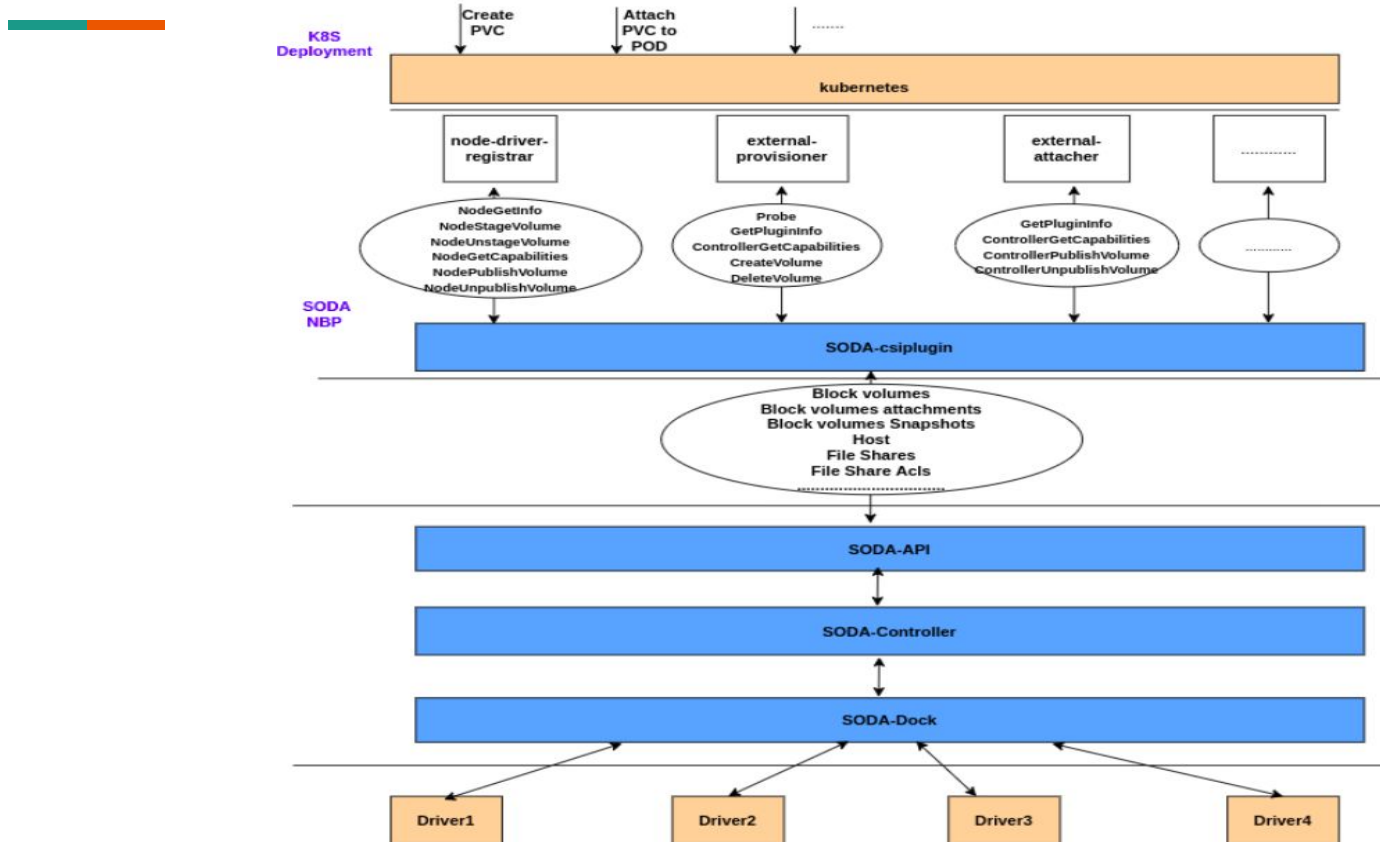 Create
PVC
Attach
PVC to
POD
.......
K8S
Deployment
kubernetes
node-driver-
registrar
external-
provisioner
external-
attacher
............
NodeGetInfo
NodeStageVolume
NodeUnstageVolume
NodeGetCapabilities
NodePublishVolume
NodeUnpublishVolume
Probe
GetPluginInfo
ControllerGetCapabilities
CreateVolume
DeleteVolume
GetPluginInfo
ControllerGetCapabilities
ControllerPublishVolume
ControllerUnpublishVolume
............
SODA
NBP
SODA-csiplugin
Block volumes
Block volumes attachments
Block volumes Snapshots
Host
File Shares
File Share Acls
................................
SODA-API
SODA-Controller
SODA-Dock
Driver1
Driver2
Driver3
Driver4